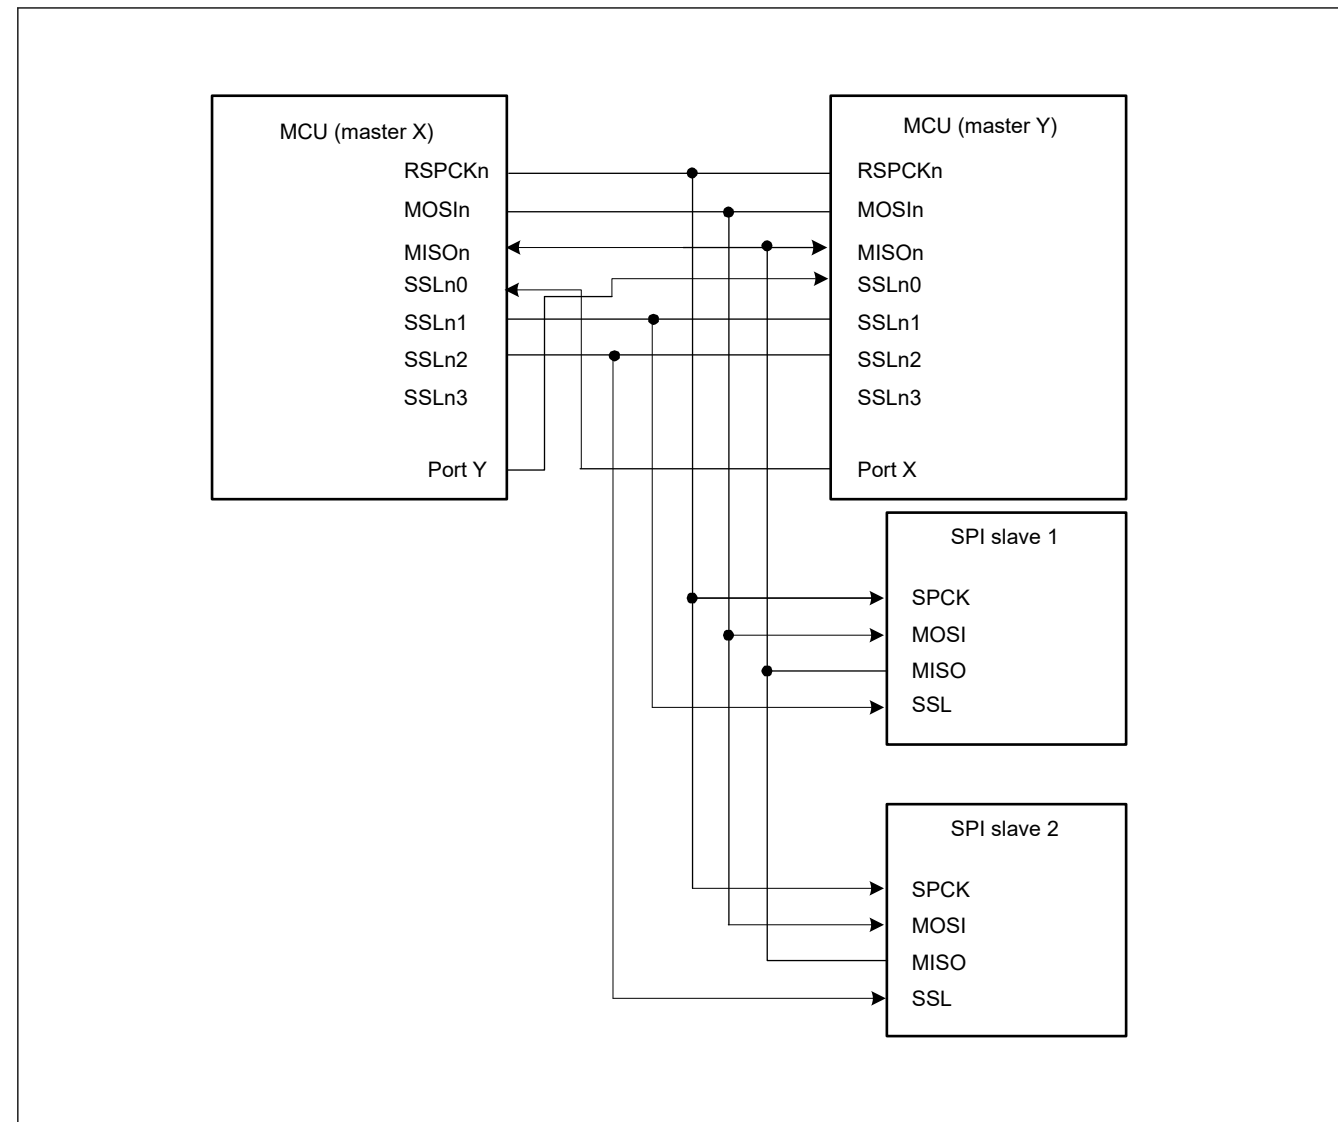 MCU (master X)
RSPCKn
MOSIn
MISOn
SSLn0
SSLn1
SSLn2
SSLn3
Port Y
MCU (master Y)
RSPCKn
MOSIn
MISOn
SSLn0
SSLn1
SSLn2
SSLn3
Port X
SPI slave 1
SPCK
MOSI
MISO
SSL
SPI slave 2
SPCK
MOSI
MISO
SSL